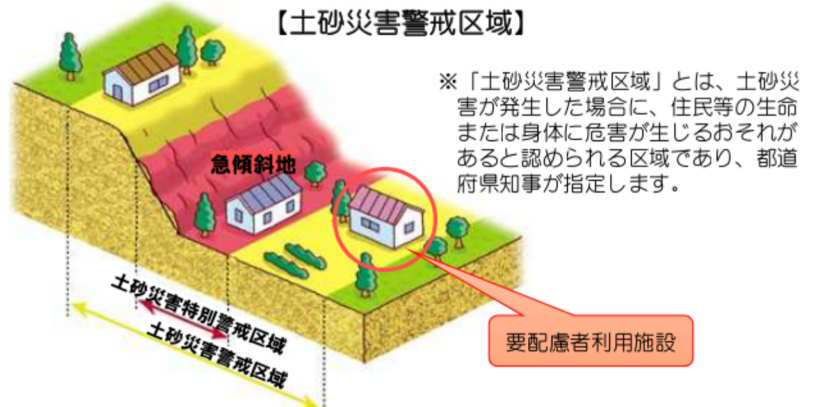 【土砂災害警戒区域】
※「土砂災害警戒区域」とは、土砂災
害が発生した場合に、住民等の生命
または身体に危害が生じるおそれが
あると認められる区域であり、都道
府県知事が指定します。
急傾斜地
土砂災害特別警戒区域
土砂災害警戒区域
要配慮者利用施設